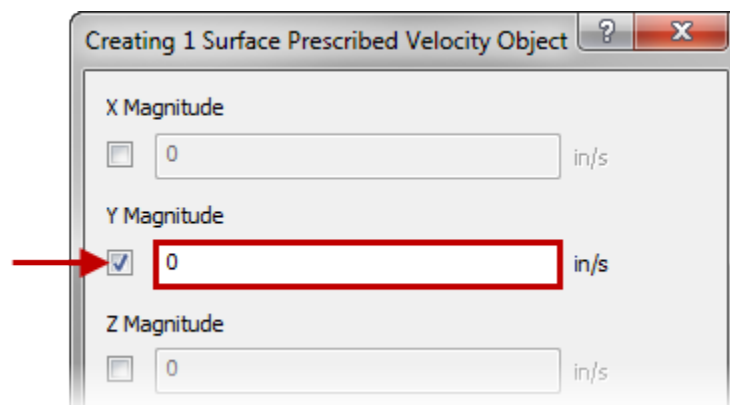 Creating 1 Surface Prescribed Velocity Object
X Magnitude
0 in/s
Y Magnitude
0 in/s
Z Magnitude
0 in/s